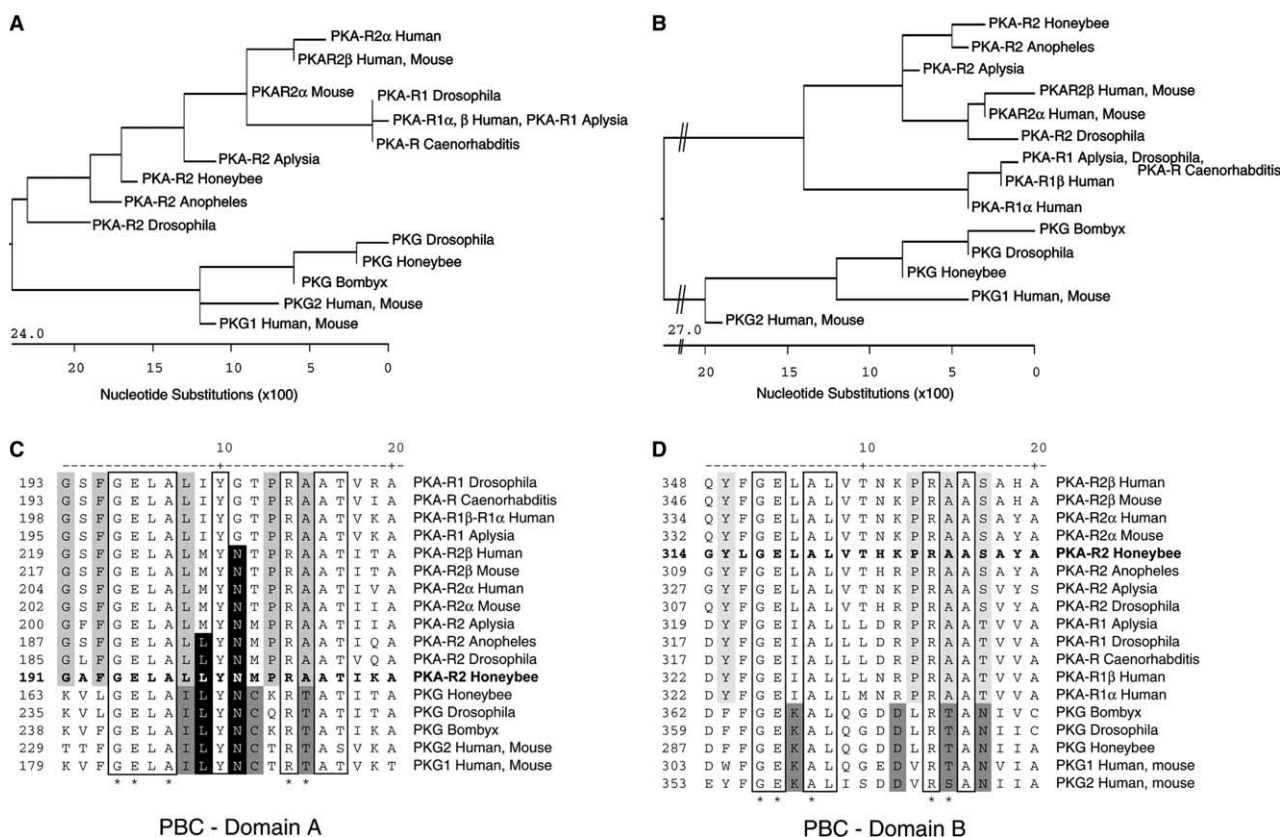 A
PKA-R2α Human
PKAR2β Human, Mouse
PKAR2α Mouse
PKA-R1 Drosophila
PKA-R1α, β Human, PKA-R1 Aplysia
PKA-R Caenorhabditis
PKA-R2 Aplysia
PKA-R2 Honeybee
PKA-R2 Anopheles
PKA-R2 Drosophila
PKG Drosophila
PKG Honeybee
PKG Bombyx
PKG2 Human, Mouse
PKG1 Human, Mouse
24.0
20 15 10 5 0
Nucleotide Substitutions (x100)
B
PKA-R2 Honeybee
PKA-R2 Anopheles
PKA-R2 Aplysia
PKAR2β Human, Mouse
PKAR2α Human, Mouse
PKA-R2 Drosophila
PKA-R1 Aplysia, Drosophila,
PKA-R Caenorhabditis
PKA-R1β Human
PKA-R1α Human
PKG Bombyx
PKG Drosophila
PKG Honeybee
PKG1 Human, Mouse
PKG2 Human, Mouse
27.0
20 15 10 5 0
Nucleotide Substitutions (x100)
C
10 20
193 G S F G E L A L I Y G T P R A A T V R A PKA-R1 Drosophila
193 G S F G E L A L I Y G T P R A A T V K A PKA-R Caenorhabditis
198 G S F G E L A L I Y G T P R A A T V K A PKA-R1β-R1α Human
195 G S F G E L A L I Y G T P R A A T V K A PKA-R1 Aplysia
219 G S F G E L A L M Y N T P R A A T I T A PKA-R2β Human
217 G S F G E L A L M Y N T P R A A T I T A PKA-R2β Mouse
204 G S F G E L A L M Y N T P R A A T I V A PKA-R2α Human
202 G S F G E L A L M Y N T P R A A T I I A PKA-R2α Mouse
200 G F F G E L A L M Y N M P R A A T I I A PKA-R2 Aplysia
187 G S F G E L A L L Y N M P R A A T I Q A PKA-R2 Anopheles
185 G L F G E L A L L Y N M P R A A T V Q A PKA-R2 Drosophila
191 G A F G E L A L L Y N M P R A A T I K A PKA-R2 Honeybee
163 K V L G E L A I L Y N C K R T A T I T A PKG Honeybee
235 K V L G E L A I L Y N C Q R T A T I T A PKG Drosophila
238 K V F G E L A I L Y N C K R T A T I K A PKG Bombyx
229 T T F G E L A I L Y N C T R T A S V K A PKG2 Human, Mouse
179 K V F G E L A I L Y N C T R T A T V K T PKG1 Human, Mouse
* * * * *
PBC - Domain A
D
10 20
348 Q Y F G E L A L V T N K P R A A S A H A PKA-R2β Human
346 Q Y F G E L A L V T N K P R A A S A H A PKA-R2β Mouse
334 Q Y F G E L A L V T N K P R A A S A Y A PKA-R2α Human
332 Q Y F G E L A L V T N K P R A A S A Y A PKA-R2α Mouse
314 G Y L G E L A L V T H K P R A A S A Y A PKA-R2 Honeybee
309 G Y F G E L A L V T H R P R A A S A Y A PKA-R2 Anopheles
327 G Y F G E L A L V T N K P R A A S V Y S PKA-R2 Aplysia
307 Q Y F G E L A L V T H R P R A A S V Y A PKA-R2 Drosophila
319 D Y F G E I A L L L D R P R A A T V V A PKA-R1 Aplysia
317 D Y F G E I A L L L D R P R A A T V V A PKA-R1 Drosophila
317 D Y F G E I A L L L D R P R A A T V V A PKA-R Caenorhabditis
322 D Y F G E I A L L L N R P R A A T V V A PKA-R1β Human
322 D Y F G E I A L L M N R P R A A T V V A PKA-R1α Human
362 D F F G E K A L Q G D D L R T A N I V C PKG Bombyx
359 D F F G E K A L Q G D D L R T A N I I C PKG Drosophila
287 D F F G E K A L Q G D D L R T A N I I A PKG Honeybee
303 D W F G E K A L Q G E D V R T A N V I A PKG1 Human, mouse
353 E Y F G E K A L I S D D V R S A N I I A PKG2 Human, mouse
* * * * *
PBC - Domain B